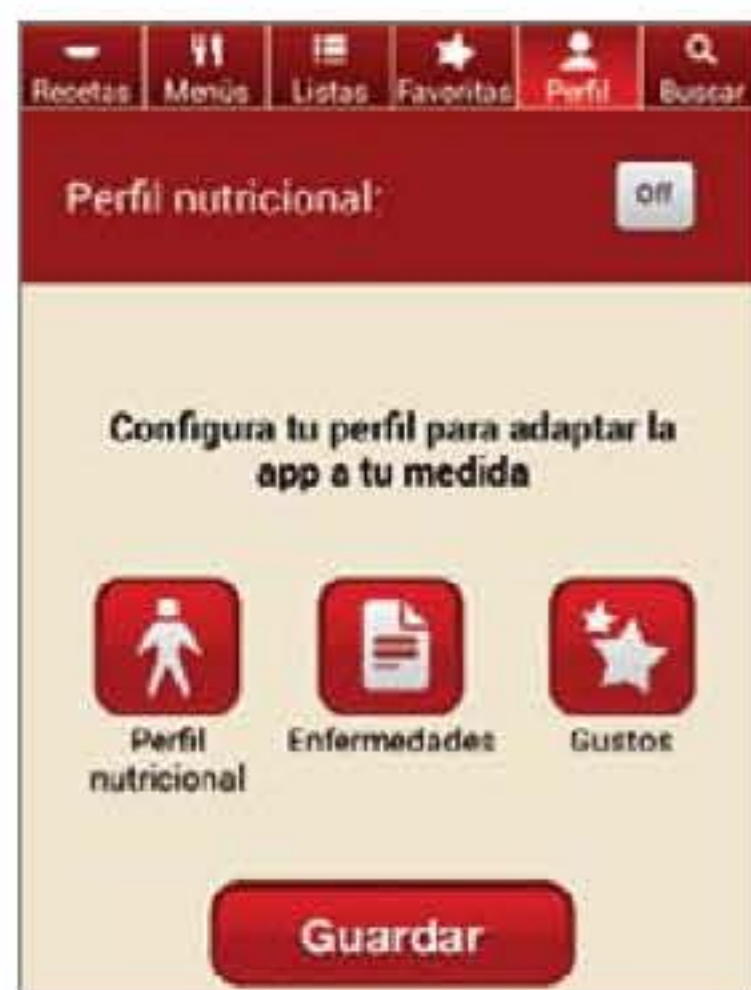 Recetas Menús Listas Favoritas Perfil Buscar
Perfil nutricional: Off
Configura tu perfil para adaptar la
app a tu medida
Perfil
nutricional Enfermedades Gustos
Guardar